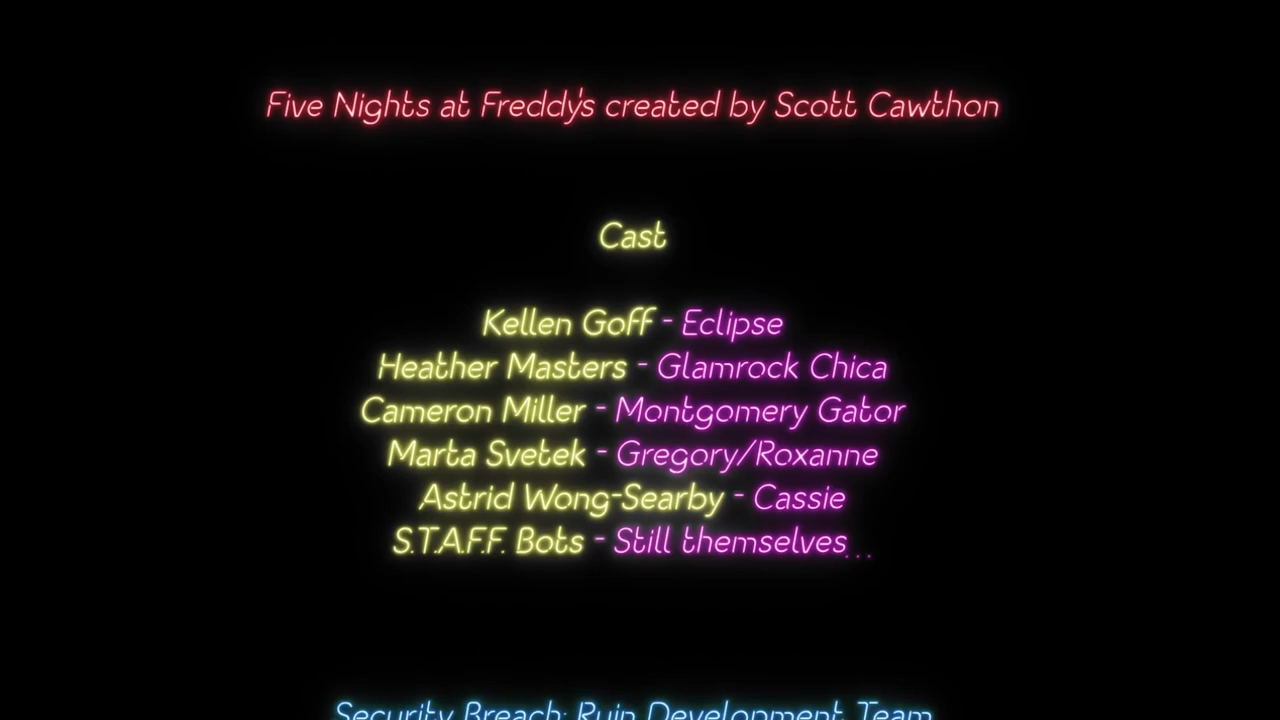 Five Nights at Freddy's created by Scott Cawthon
Cast
Kellen Goff - Eclipse
Heather Masters - Glamrock Chica
Cameron Miller - Montgomery Gator
Marta Svetek - Gregory/Roxanne
Astrid Wong-Searby - Cassie
S.T.A.F.F. Bots - Still themselves...
Security Breach: Ruin Development Team